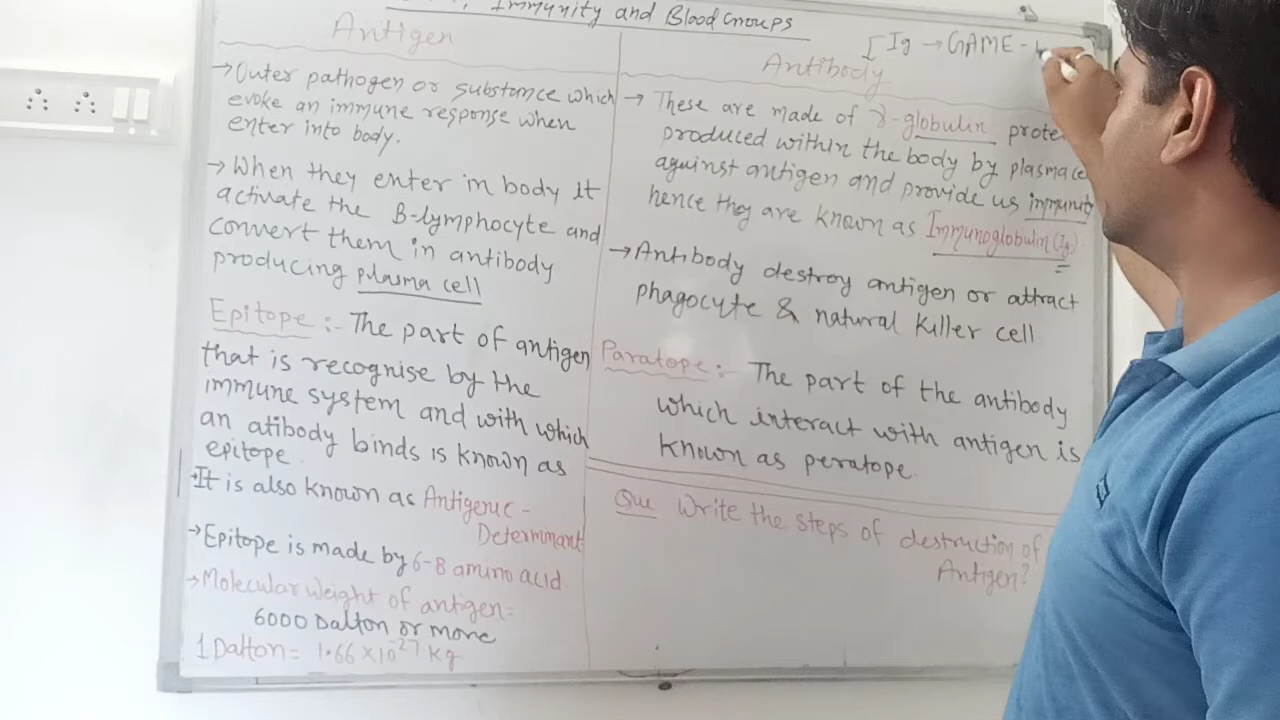 Immunity and Blood Groups
Antigen
→ Outer pathogen or substance which
evoke an immune response when
enter into body.
→ When they enter in body it
activate the B-lymphocyte and
convert them in antibody
producing plasma cell
Epitope :- The part of antigen
that is recognise by the
immune system and with which
an atibody binds is known as
epitope.
→ It is also known as Antigenic -
Determinant
→ Epitope is made by 6-8 amino acid
→ Molecular weight of antigen =
6000 Dalton or more
1 Dalton = 1.66 × 10⁻²⁷ kg
[ Ig → GAME -
Antibody
→ These are made of γ-globulin prote
produced within the body by plasma ce
against antigen and provide us immunity
hence they are known as Immunoglobulin (Ig)
→ Antibody destroy antigen or attract
phagocyte & natural killer cell
Paratope :- The part of the antibody
which interact with antigen is
known as peratope.
Que Write the steps of destruction of
Antigen?